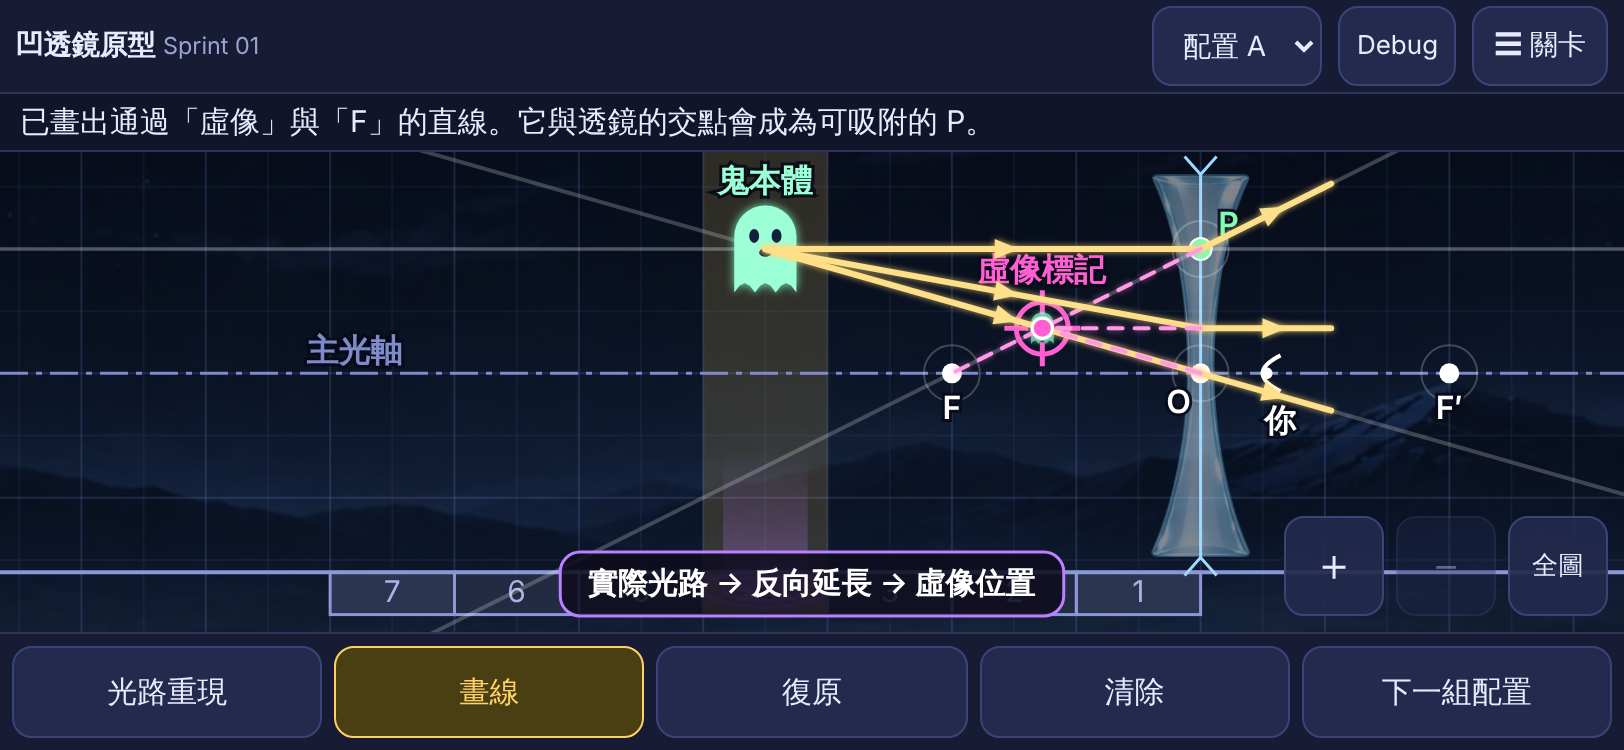 凹透鏡原型 Sprint 01
配置 A
Debug
☰ 關卡
已畫出通過「虛像」與「F」的直線。它與透鏡的交點會成為可吸附的 P。
鬼本體
P
虛像標記
主光軸
F
O
你
F′
7
6
1
實際光路 → 反向延長 → 虛像位置
+
−
全圖
光路重現
畫線
復原
清除
下一組配置